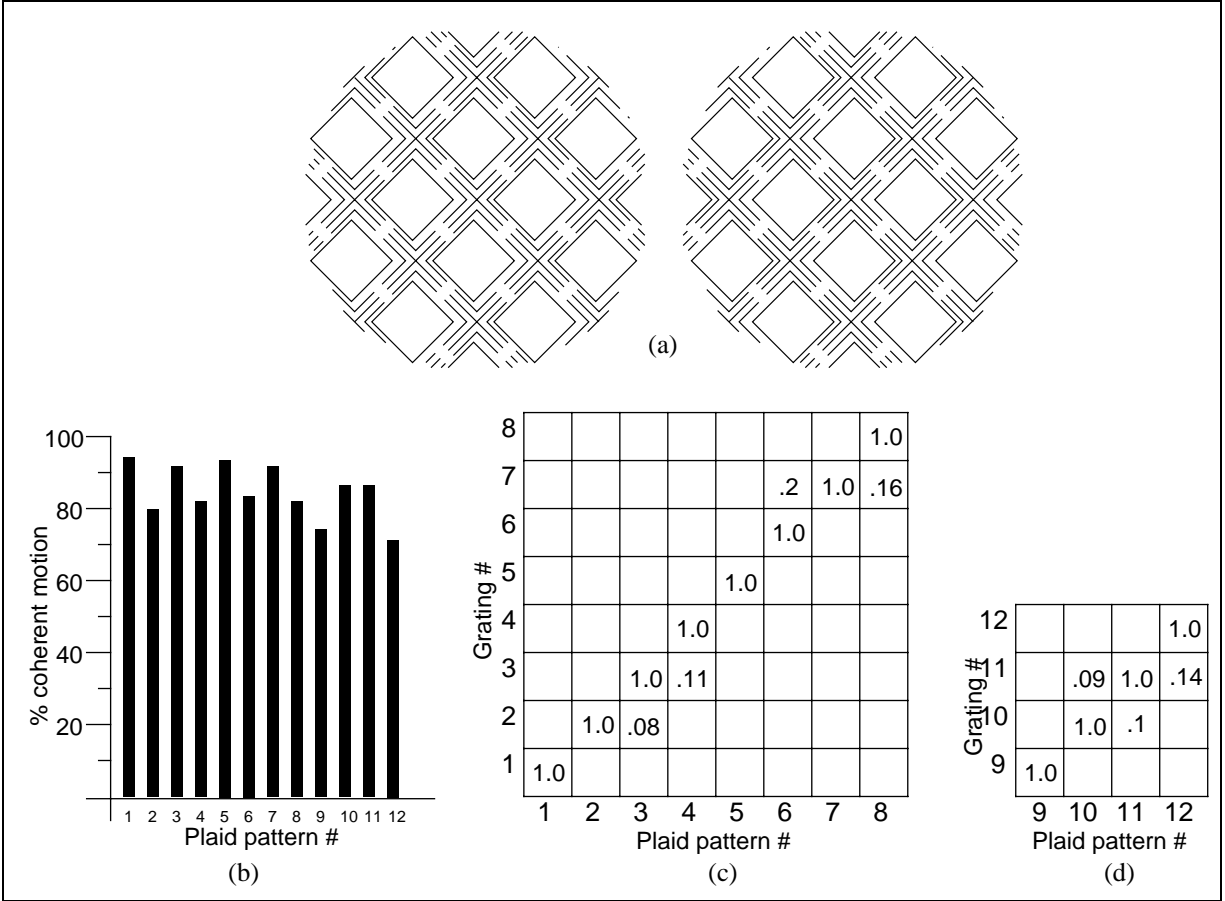 (a)
100
80
60
40
20
% coherent motion
1 2 3 4 5 6 7 8 9 10 11 12
Plaid pattern #
(b)
8 1.0
7 .2 1.0 .16
6 1.0
5 1.0
4 1.0
3 1.0 .11
2 1.0 .08
1 1.0
Grating #
1 2 3 4 5 6 7 8
Plaid pattern #
(c)
12 1.0
11 .09 1.0 .14
10 1.0 .1
9 1.0
Grating #
9 10 11 12
Plaid pattern #
(d)